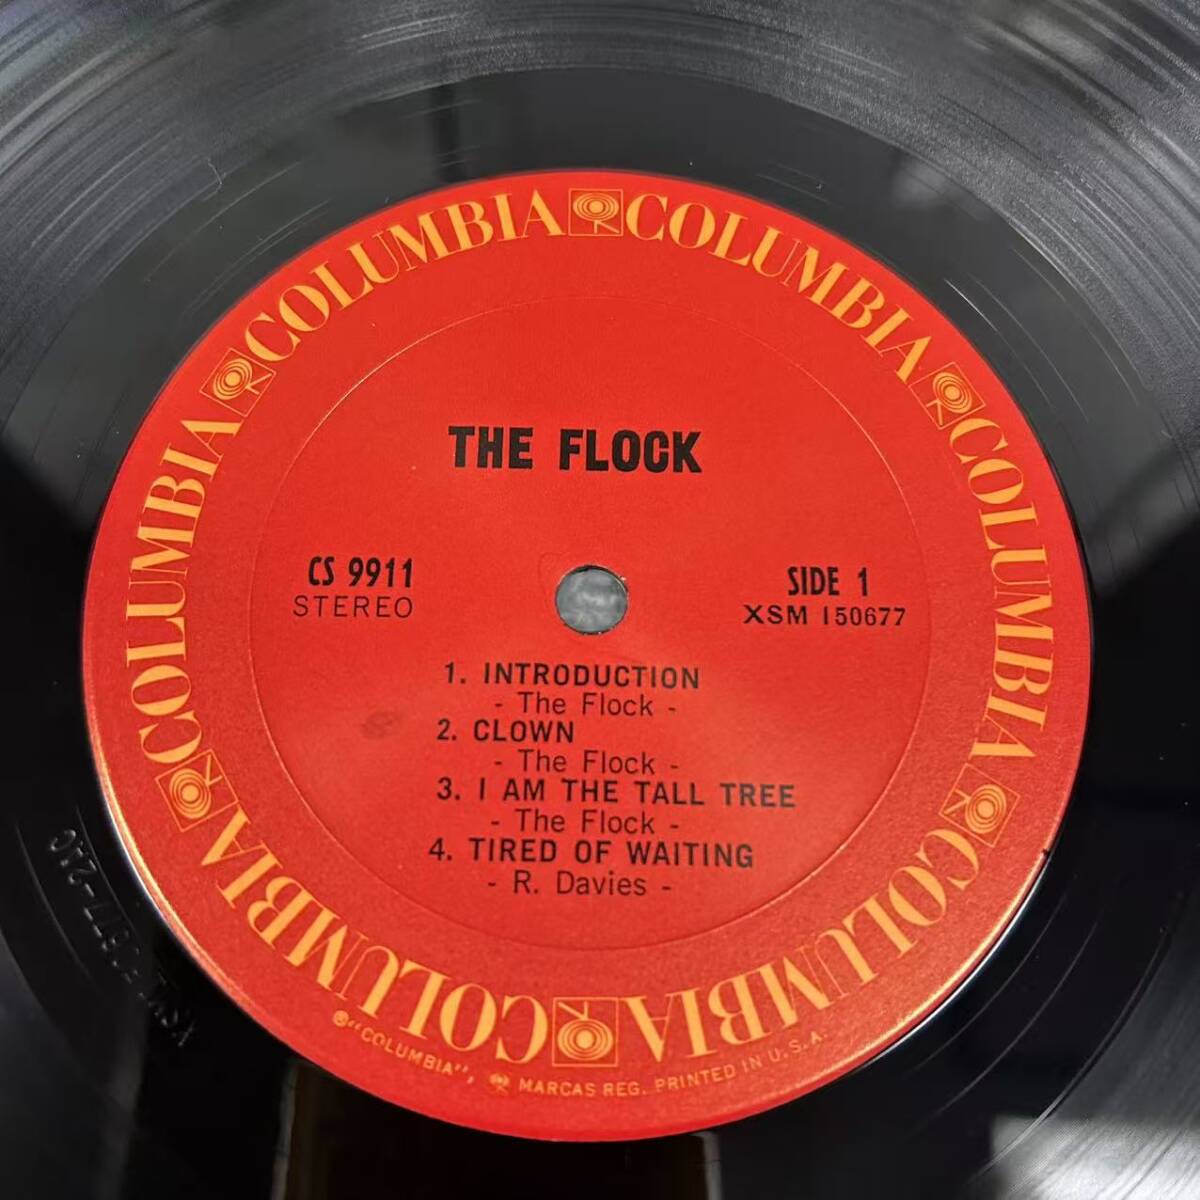 COLUMBIA COLUMBIA COLUMBIA COLUMBIA COLUMBIA COLUMBIA
THE FLOCK
CS 9911
STEREO
SIDE 1
XSM 150677
1. INTRODUCTION
- The Flock -
2. CLOWN
- The Flock -
3. I AM THE TALL TREE
- The Flock -
4. TIRED OF WAITING
- R. Davies -
®"COLUMBIA", MARCAS REG. PRINTED IN U.S.A.